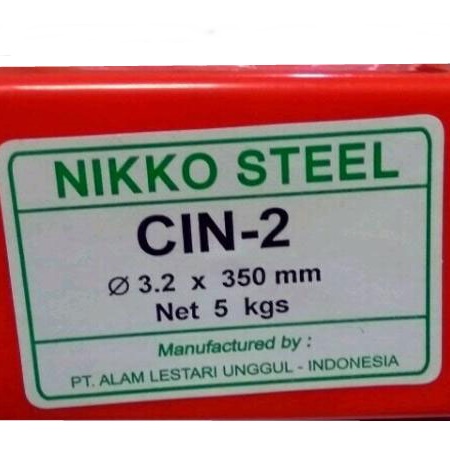 NIKKO STEEL
CIN-2
Ø 3.2 x 350 mm
Net 5 kgs
Manufactured by :
PT. ALAM LESTARI UNGGUL - INDONESIA